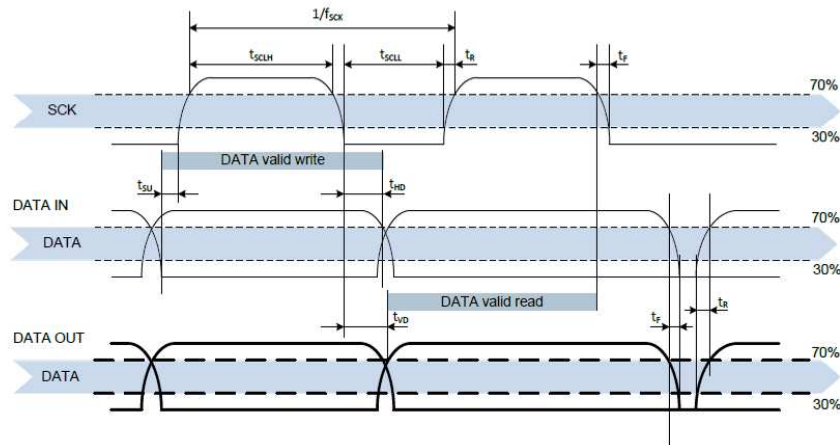 1/fSCK
tSCLH
tSCLL
tR
tF
70%
SCK
30%
DATA valid write
tSU
tHD
DATA IN
70%
DATA
30%
DATA valid read
tVD
tF
tR
DATA OUT
70%
DATA
30%